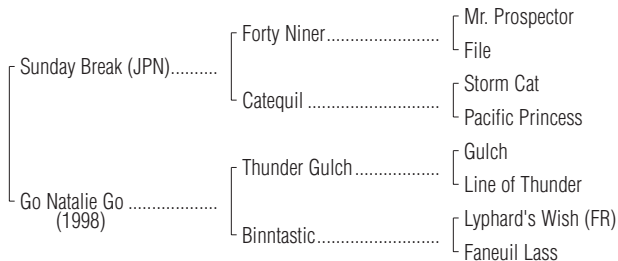 Mr. Prospector
Forty Niner........................
File
Sunday Break (JPN)..........
Storm Cat
Catequil ............................
Pacific Princess
Gulch
Thunder Gulch..................
Line of Thunder
Go Natalie Go ...................
(1998)
Lyphard's Wish (FR)
Binntastic..........................
Faneuil Lass